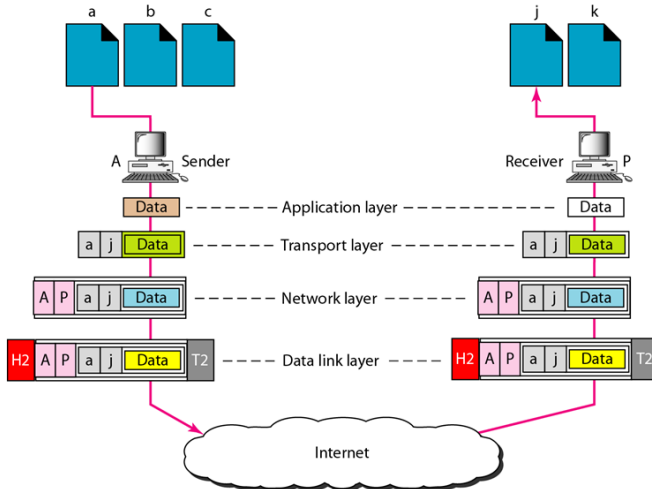 a b c j k
A Sender Receiver P
Data Application layer Data
a j Data Transport layer a j Data
A P a j Data Network layer A P a j Data
H2 A P a j Data T2 Data link layer H2 A P a j Data T2
Internet